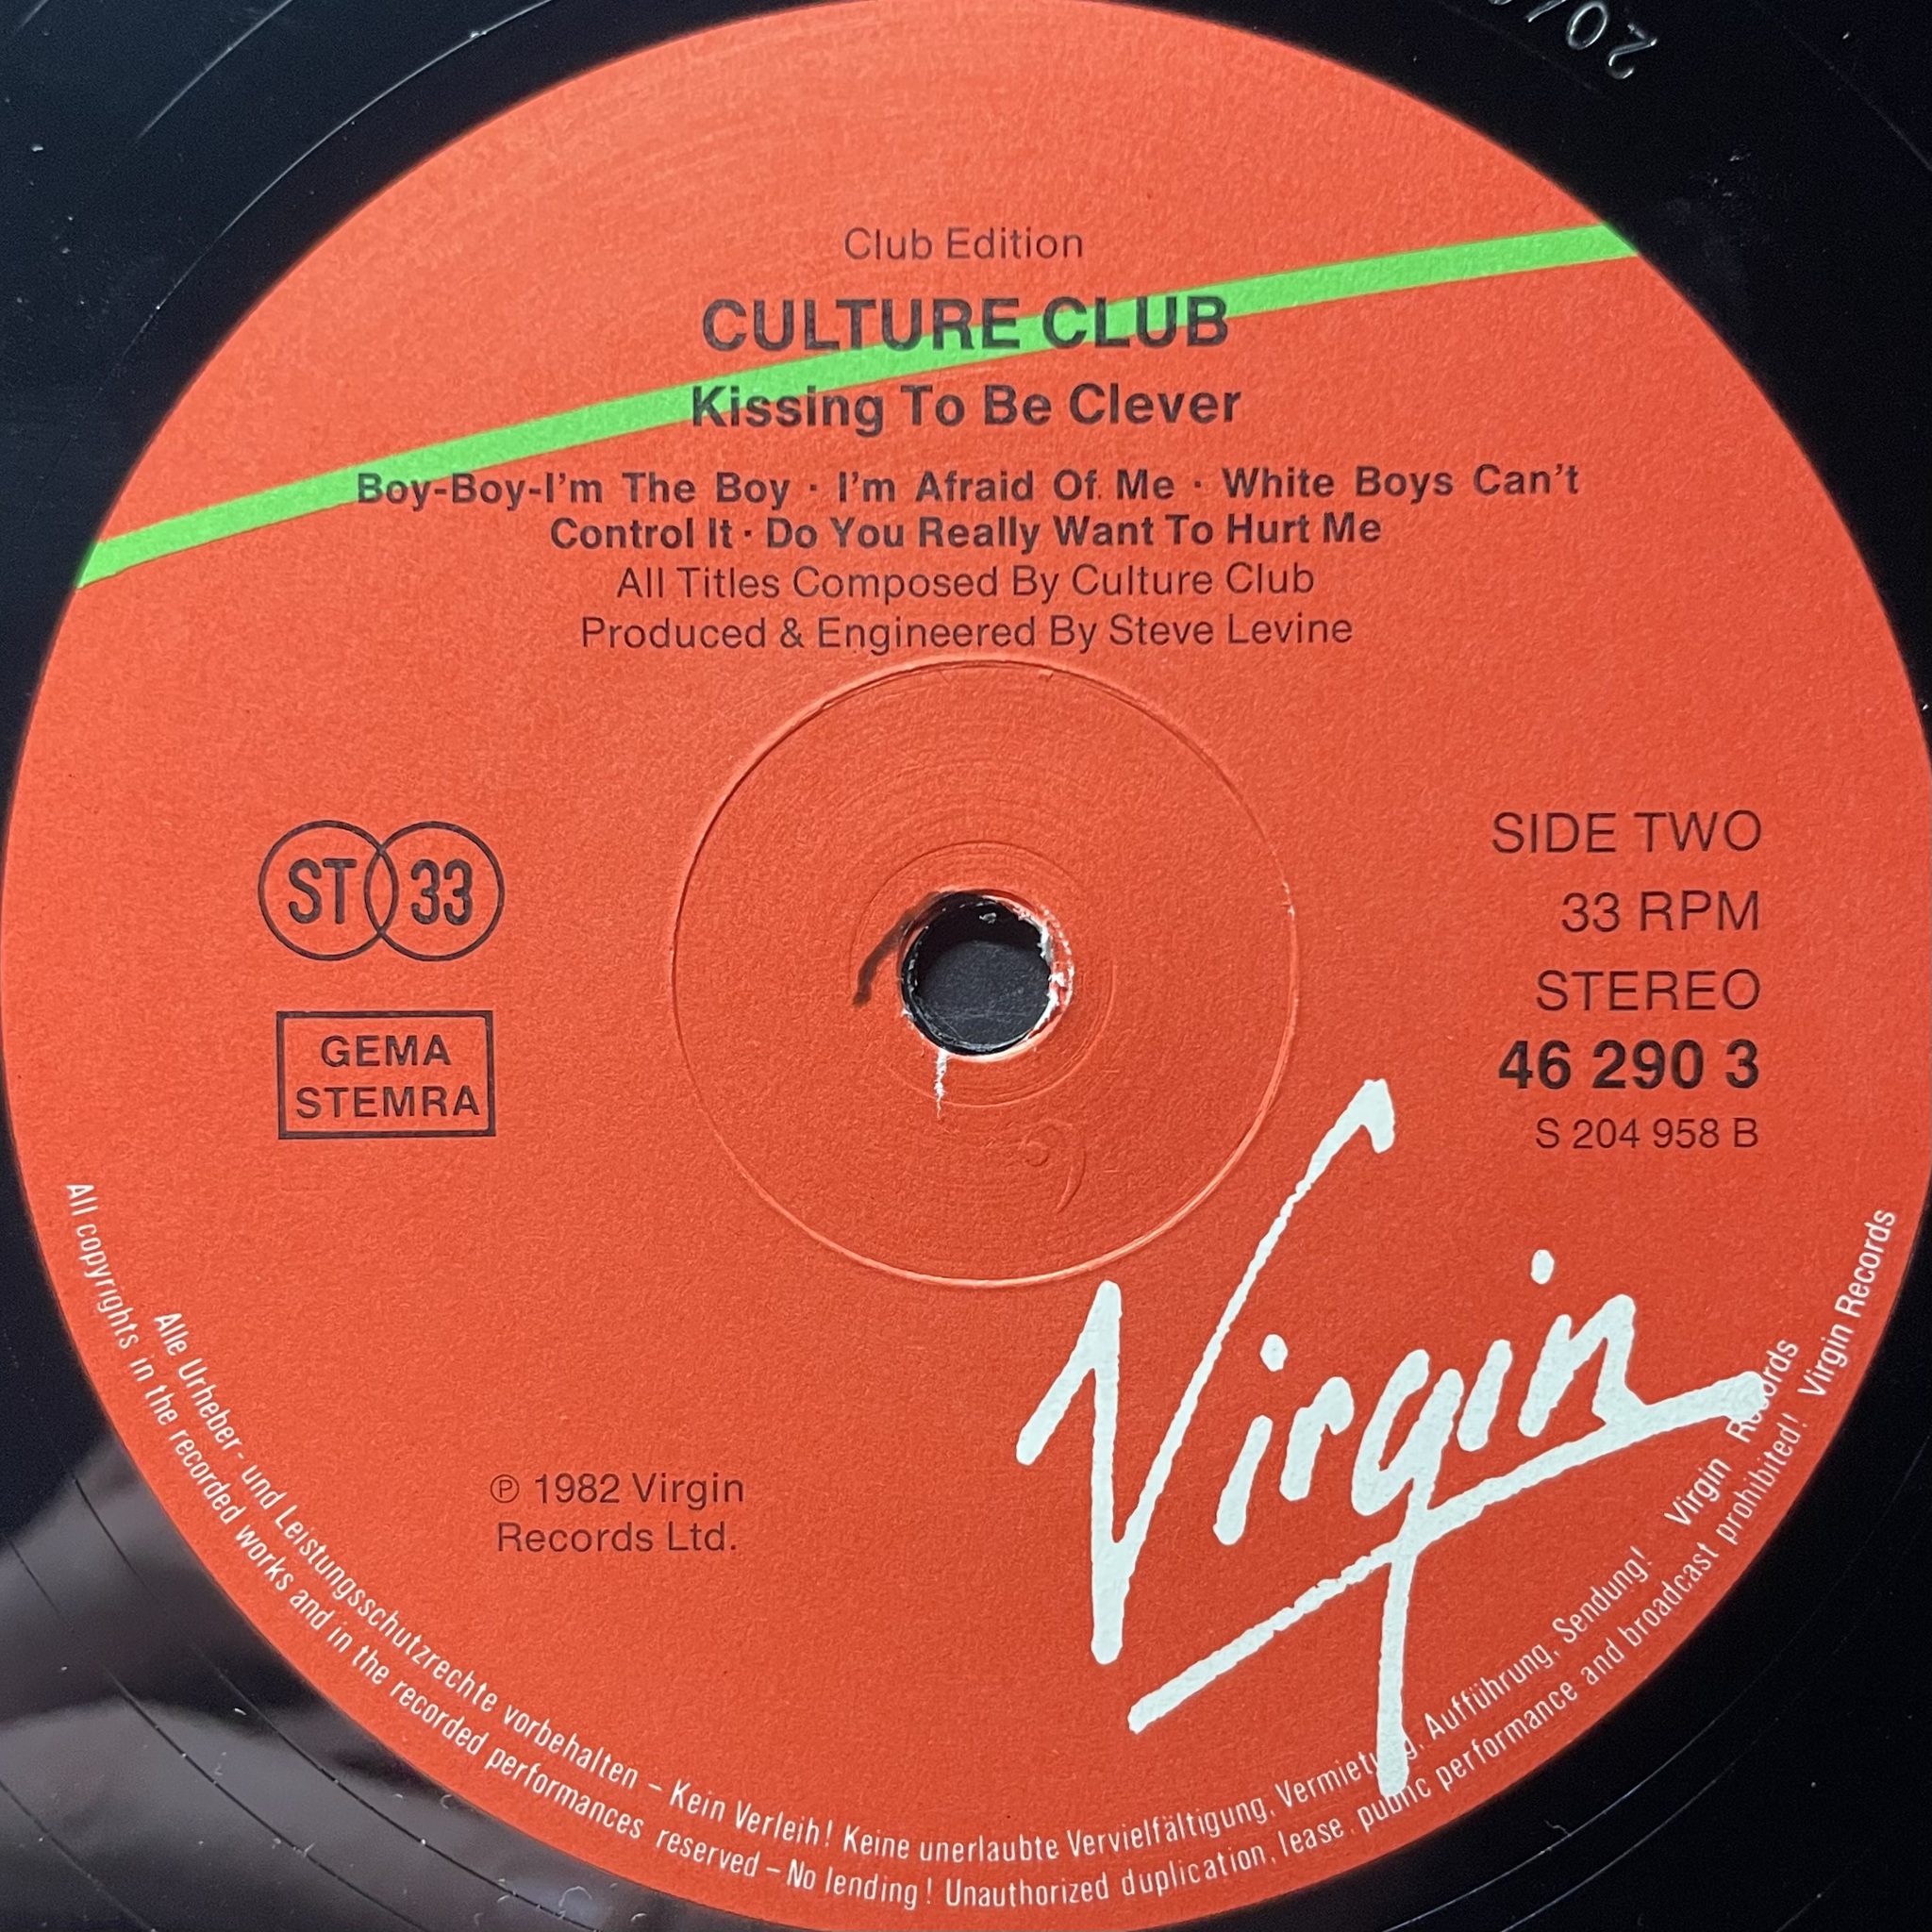 Club Edition
CULTURE CLUB
Kissing To Be Clever
Boy-Boy-I'm The Boy · I'm Afraid Of Me · White Boys Can't
Control It · Do You Really Want To Hurt Me
All Titles Composed By Culture Club
Produced & Engineered By Steve Levine
ST 33
GEMA
STEMRA
SIDE TWO
33 RPM
STEREO
46 290 3
S 204 958 B
Virgin
℗ 1982 Virgin
Records Ltd.
Alle Urheber- und Leistungsschutzrechte vorbehalten – Kein Verleih! Keine unerlaubte Vervielfältigung, Vermietung, Aufführung, Sendung! Virgin Records
All copyrights in the recorded works and in the recorded performances reserved – No lending! Unauthorized duplication, lease, public performance and broadcast prohibited! Virgin Records